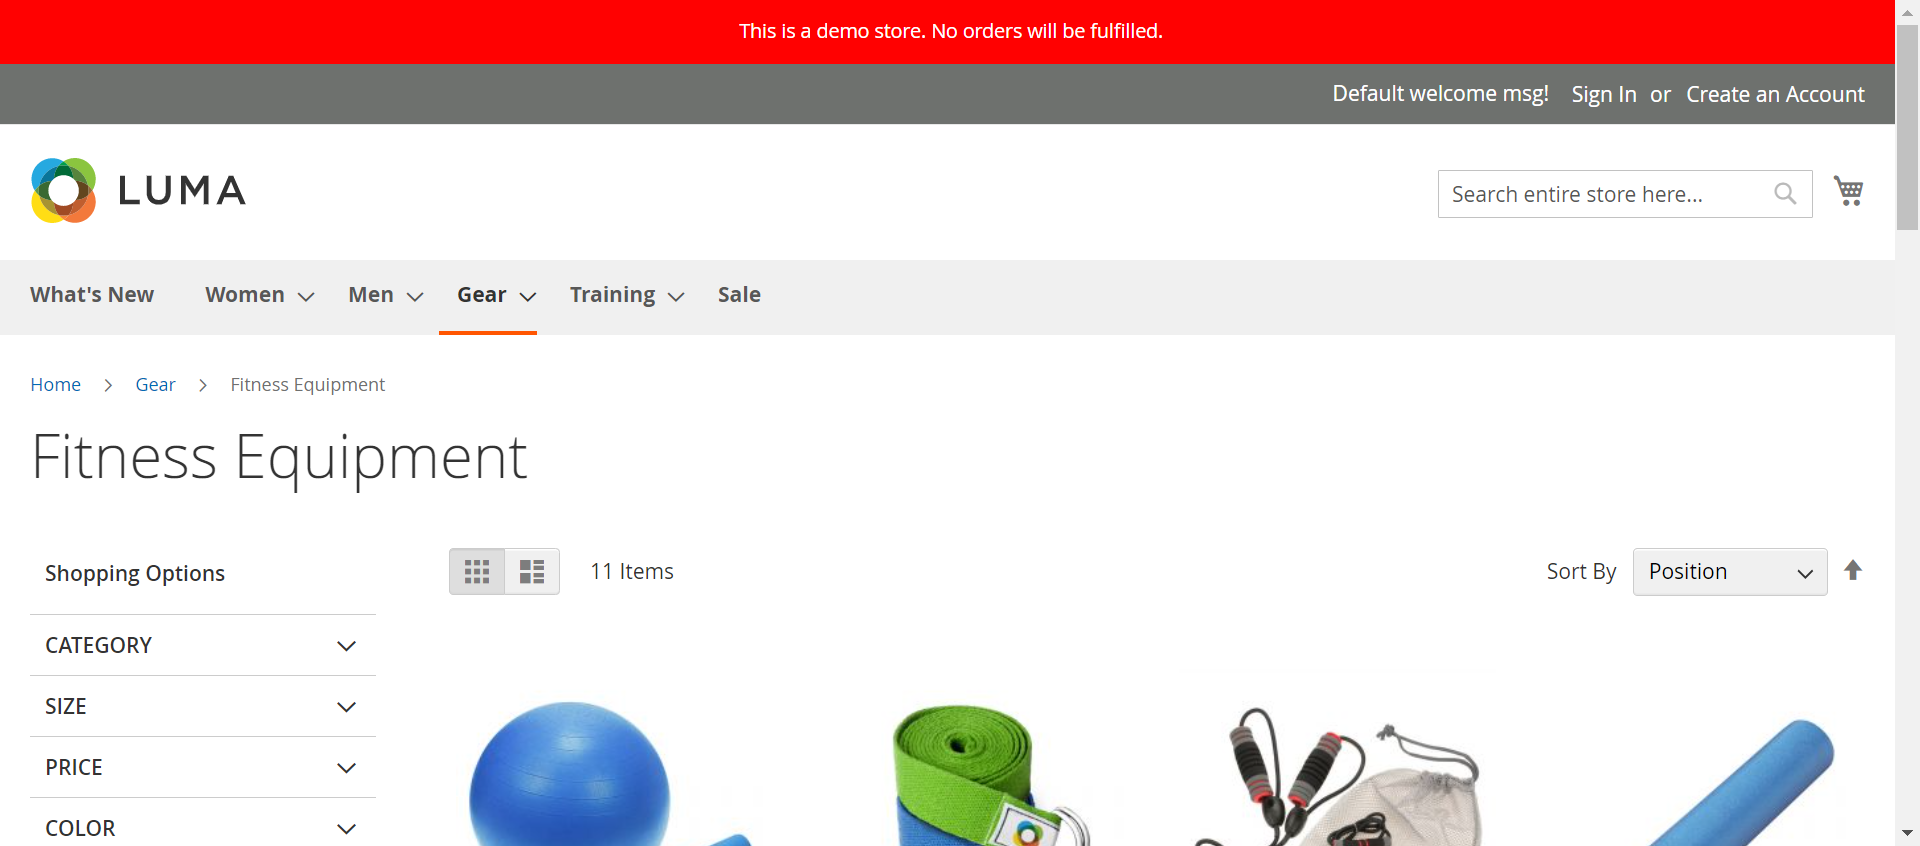 This is a demo store. No orders will be fulfilled.
Default welcome msg! Sign In or Create an Account
LUMA
Search entire store here...
What's New Women Men Gear Training Sale
Home Gear Fitness Equipment
Fitness Equipment
Shopping Options
11 Items
Sort By Position
CATEGORY
SIZE
PRICE
COLOR